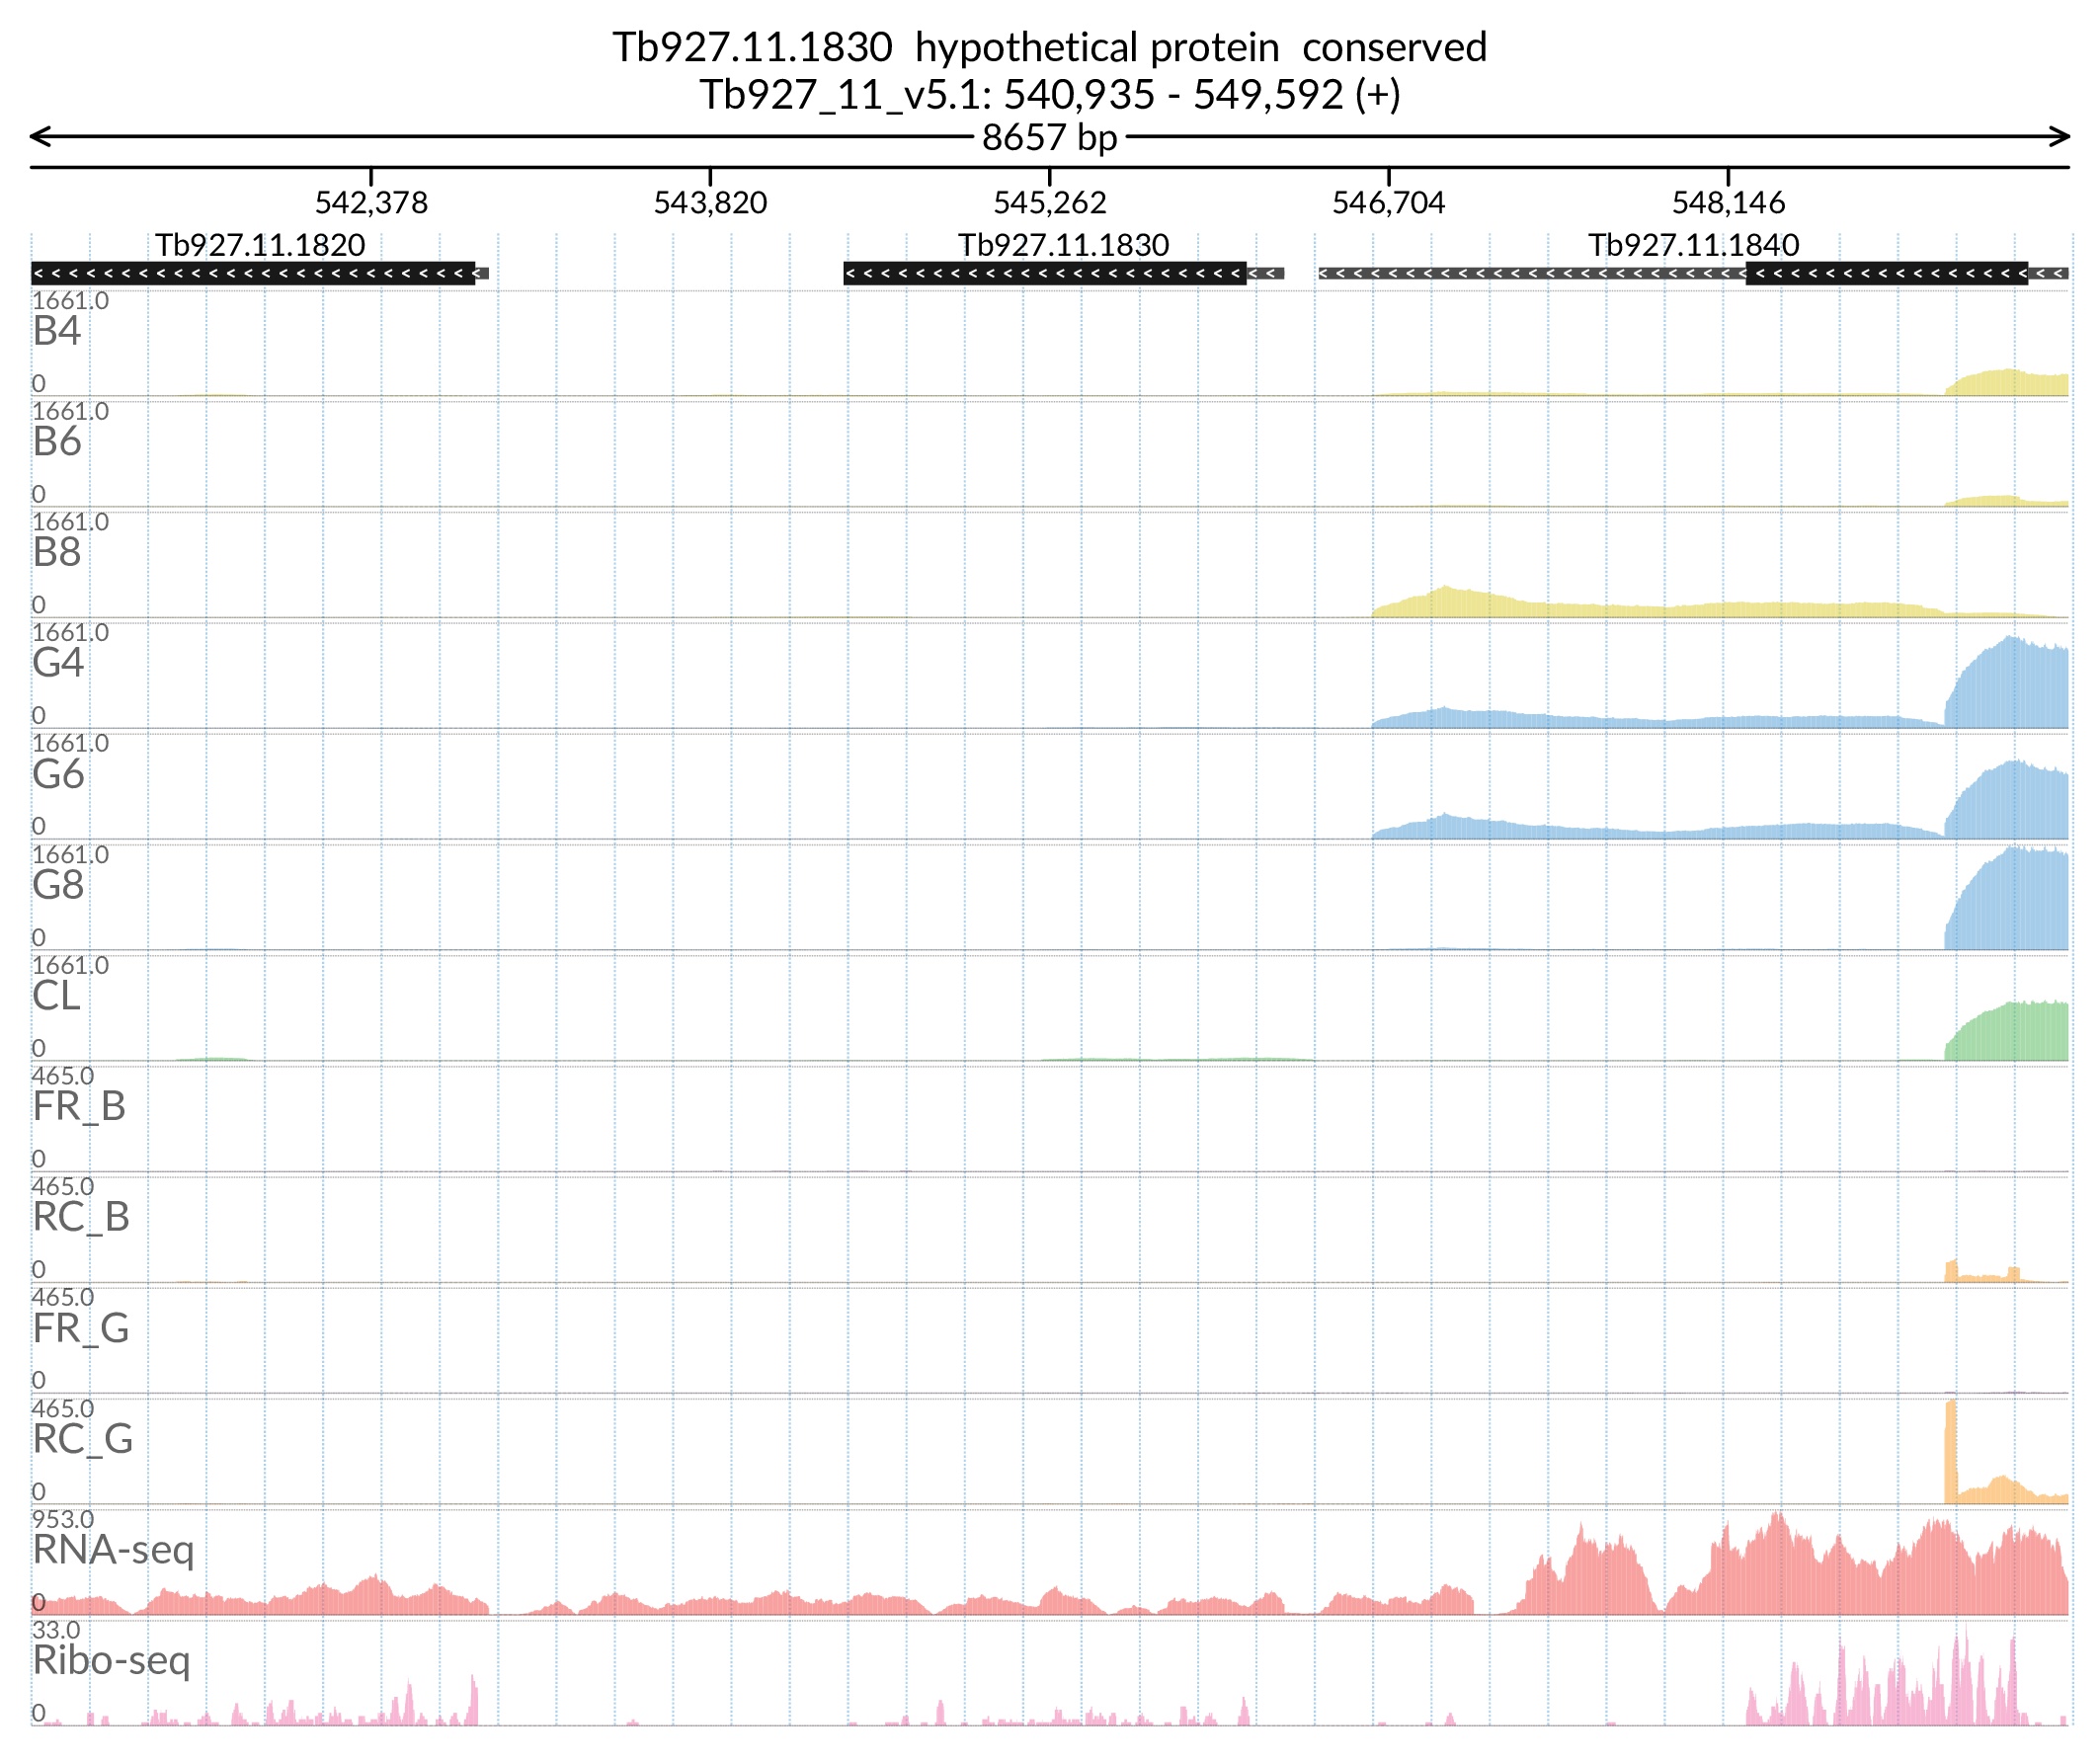 Tb927.11.1830  hypothetical protein  conserved
Tb927_11_v5.1: 540,935 - 549,592 (+)
8657 bp
542,378 543,820 545,262 546,704 548,146
Tb927.11.1820 Tb927.11.1830 Tb927.11.1840
1661.0
B4
0
1661.0
B6
0
1661.0
B8
0
1661.0
G4
0
1661.0
G6
0
1661.0
G8
0
1661.0
CL
0
465.0
FR_B
0
465.0
RC_B
0
465.0
FR_G
0
465.0
RC_G
0
953.0
RNA-seq
0
33.0
Ribo-seq
0